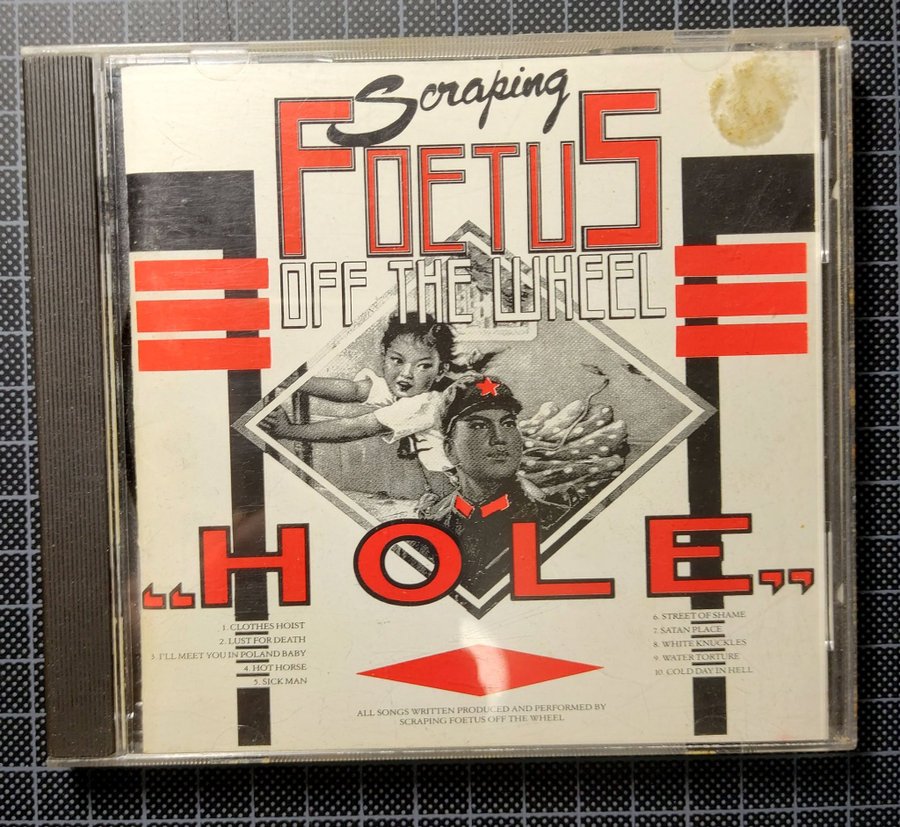 Scraping
FOETUS
OFF THE WHEEL
“HOLE”
1. CLOTHES HOIST
2. LUST FOR DEATH
3. I'LL MEET YOU IN POLAND BABY
4. HOT HORSE
5. SICK MAN
6. STREET OF SHAME
7. SATAN PLACE
8. WHITE KNUCKLES
9. WATER TORTURE
10. COLD DAY IN HELL
ALL SONGS WRITTEN PRODUCED AND PERFORMED BY
SCRAPING FOETUS OFF THE WHEEL